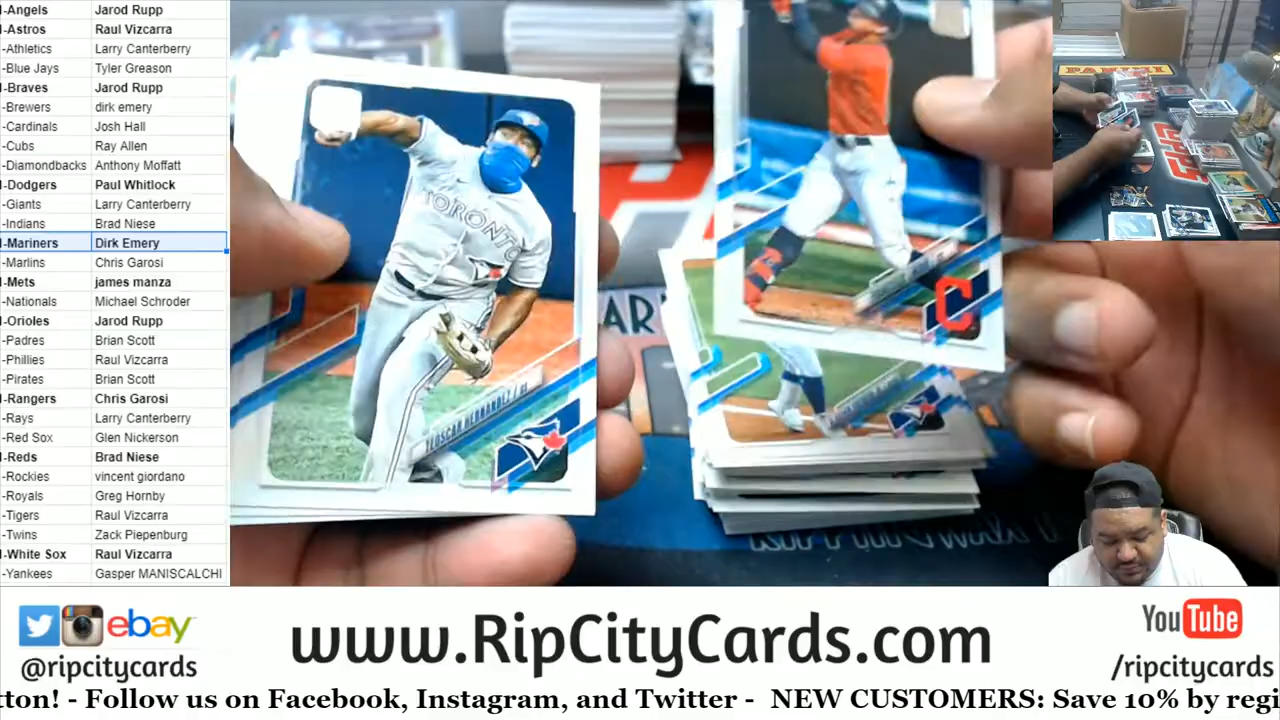 -Angels Jarod Rupp
-Astros Raul Vizcarra
-Athletics Larry Canterberry
-Blue Jays Tyler Greason
-Braves Jarod Rupp
-Brewers dirk emery
-Cardinals Josh Hall
-Cubs Ray Allen
-Diamondbacks Anthony Moffatt
-Dodgers Paul Whitlock
-Giants Larry Canterberry
-Indians Brad Niese
-Mariners Dirk Emery
-Marlins Chris Garosi
-Mets james manza
-Nationals Michael Schroder
-Orioles Jarod Rupp
-Padres Brian Scott
-Phillies Raul Vizcarra
-Pirates Brian Scott
-Rangers Chris Garosi
-Rays Larry Canterberry
-Red Sox Glen Nickerson
-Reds Brad Niese
-Rockies vincent giordano
-Royals Greg Hornby
-Tigers Raul Vizcarra
-Twins Zack Piepenburg
-White Sox Raul Vizcarra
-Yankees Gasper MANISCALCHI
TORONTO
TEOSCAR HERNANDEZ / OF
C
AR
PANINI
ebay
@ripcitycards
www.RipCityCards.com
YouTube
/ripcitycards
tton! - Follow us on Facebook, Instagram, and Twitter - NEW CUSTOMERS: Save 10% by regi